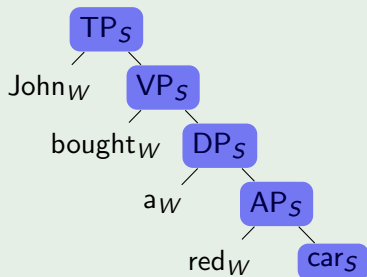 TP_S
John_W VP_S
bought_W DP_S
a_W AP_S
red_W car_S